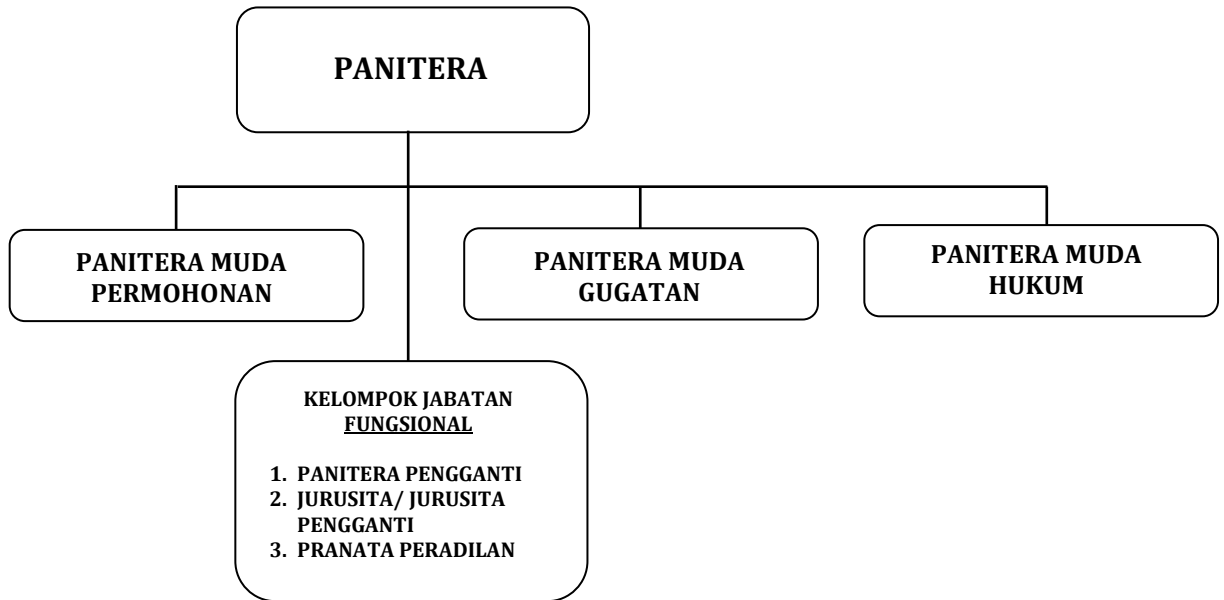 PANITERA
PANITERA MUDA
PERMOHONAN
PANITERA MUDA
GUGATAN
PANITERA MUDA
HUKUM
KELOMPOK JABATAN
FUNGSIONAL
1. PANITERA PENGGANTI
2. JURUSITA/ JURUSITA
PENGGANTI
3. PRANATA PERADILAN